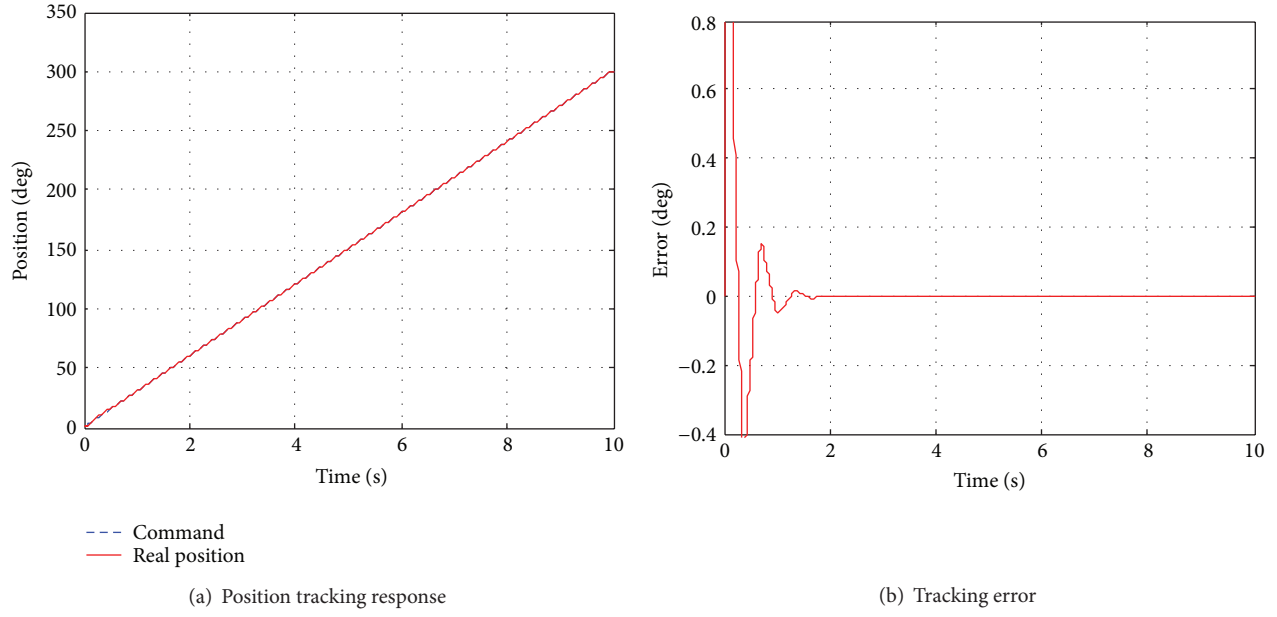 350
300
250
200
150
100
50
0
Position (deg)
0 2 4 6 8 10
Time (s)
Command
Real position
(a) Position tracking response
0.8
0.6
0.4
0.2
0
−0.2
−0.4
Error (deg)
0 2 4 6 8 10
Time (s)
(b) Tracking error